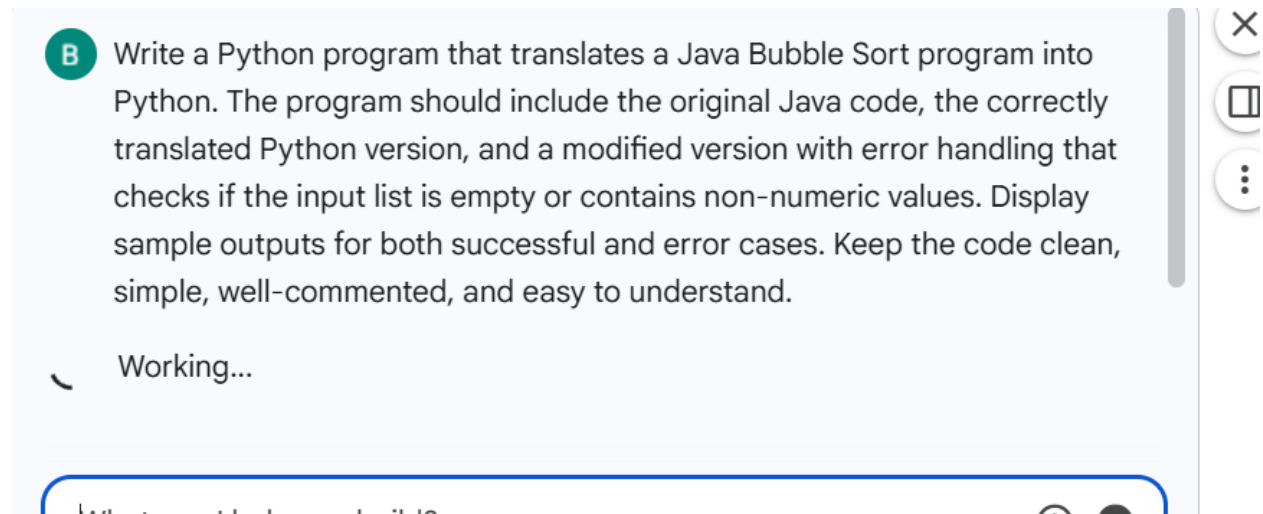 B
Write a Python program that translates a Java Bubble Sort program into
Python. The program should include the original Java code, the correctly
translated Python version, and a modified version with error handling that
checks if the input list is empty or contains non-numeric values. Display
sample outputs for both successful and error cases. Keep the code clean,
simple, well-commented, and easy to understand.
Working...